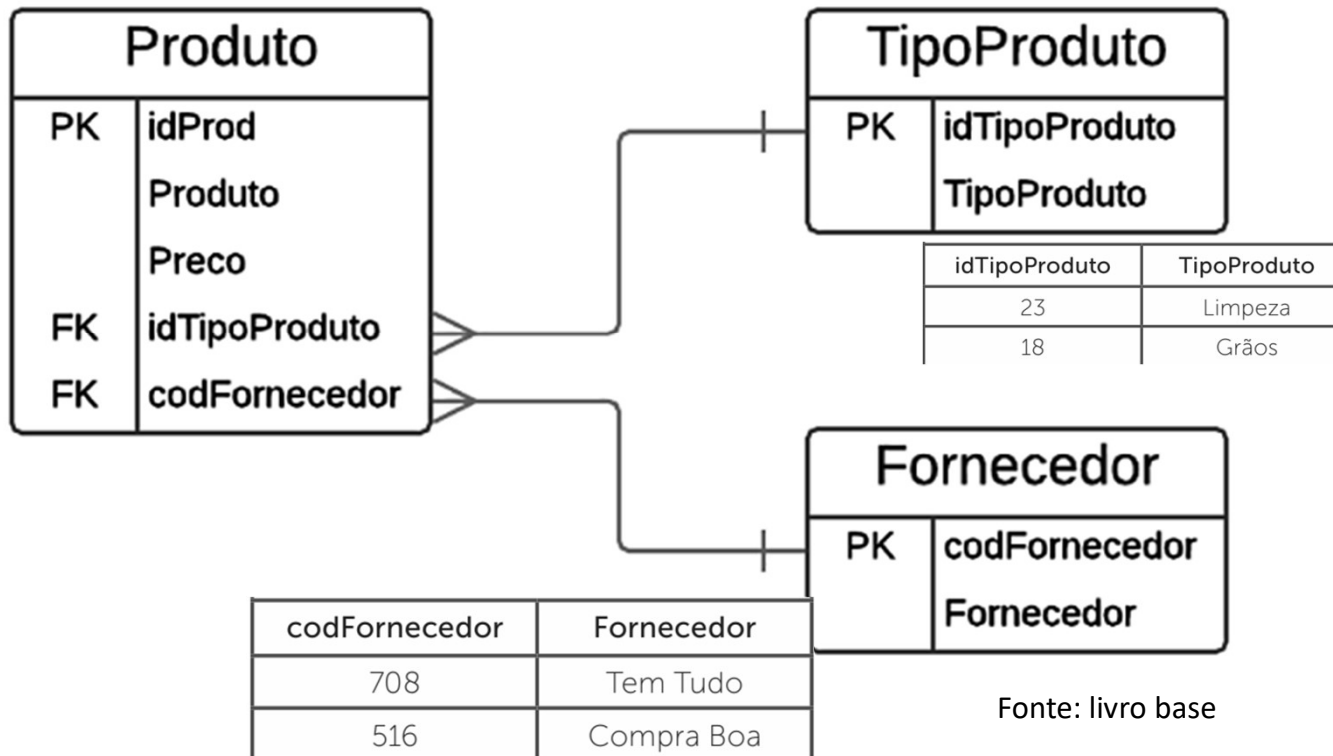 Produto
PK idProd
Produto
Preco
FK idTipoProduto
FK codFornecedor
TipoProduto
PK idTipoProduto
TipoProduto
idTipoProduto TipoProduto
23 Limpeza
18 Grãos
Fornecedor
PK codFornecedor
Fornecedor
codFornecedor Fornecedor
708 Tem Tudo
516 Compra Boa
Fonte: livro base